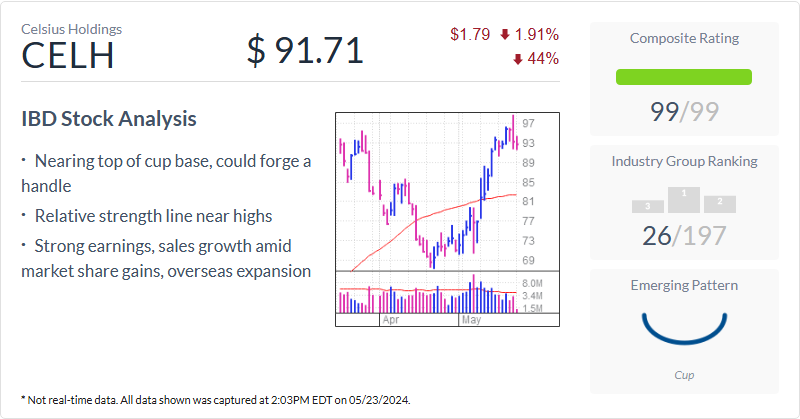 Celsius Holdings
CELH
$ 91.71
$1.79 1.91%
44%
IBD Stock Analysis
· Nearing top of cup base, could forge a
handle
· Relative strength line near highs
· Strong earnings, sales growth amid
market share gains, overseas expansion
97
93
89
85
81
77
73
69
8.0M
3.4M
1.5M
Apr
May
Composite Rating
99/99
Industry Group Ranking
3
1
2
26/197
Emerging Pattern
Cup
* Not real-time data. All data shown was captured at 2:03PM EDT on 05/23/2024.